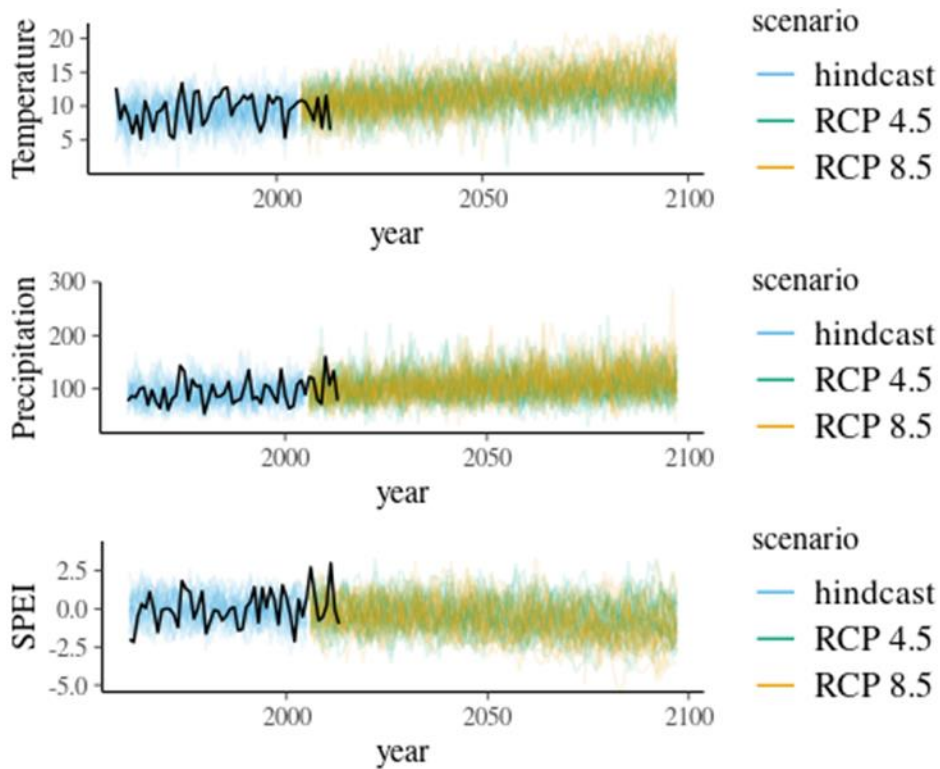 Temperature
20
15
10
5
2000 2050 2100
year
scenario
hindcast
RCP 4.5
RCP 8.5
Precipitation
300
200
100
2000 2050 2100
year
scenario
hindcast
RCP 4.5
RCP 8.5
SPEI
2.5
0.0
-2.5
-5.0
2000 2050 2100
year
scenario
hindcast
RCP 4.5
RCP 8.5